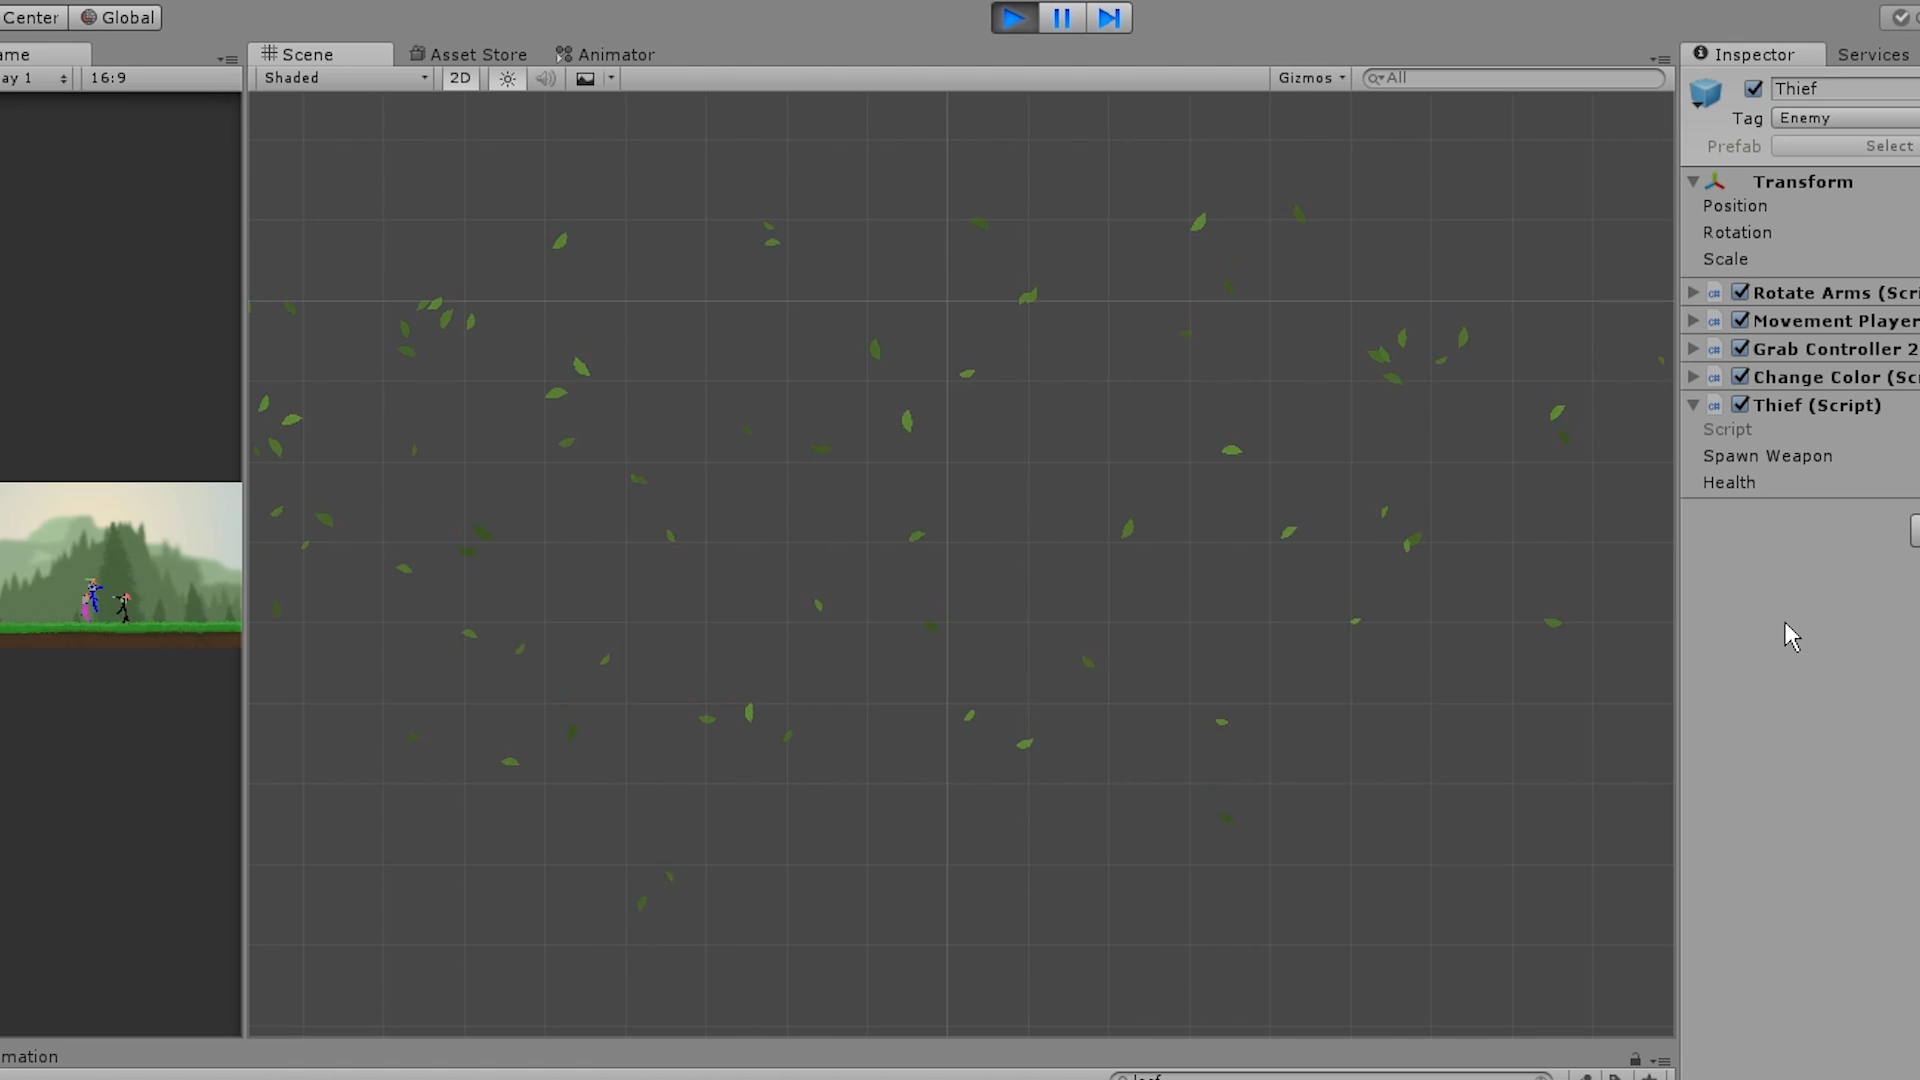 Center Global
ame Scene Asset Store Animator Inspector Services
ay 1 16:9 Shaded 2D Gizmos All
Thief
Tag Enemy
Prefab Select
Transform
Position
Rotation
Scale
Rotate Arms (Scri
Movement Player
Grab Controller 2
Change Color (Scr
Thief (Script)
Script
Spawn Weapon
Health
mation